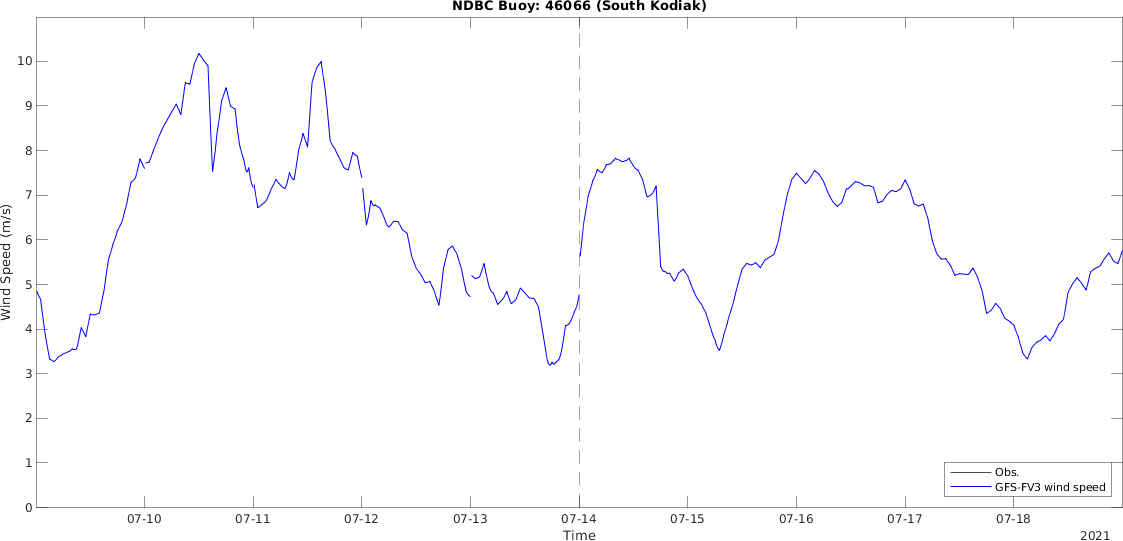 NDBC Buoy: 46066 (South Kodiak)
10
9
8
7
6
5
4
3
2
1
0
Wind Speed (m/s)
Obs.
GFS-FV3 wind speed
07-10 07-11 07-12 07-13 07-14 07-15 07-16 07-17 07-18
Time
2021